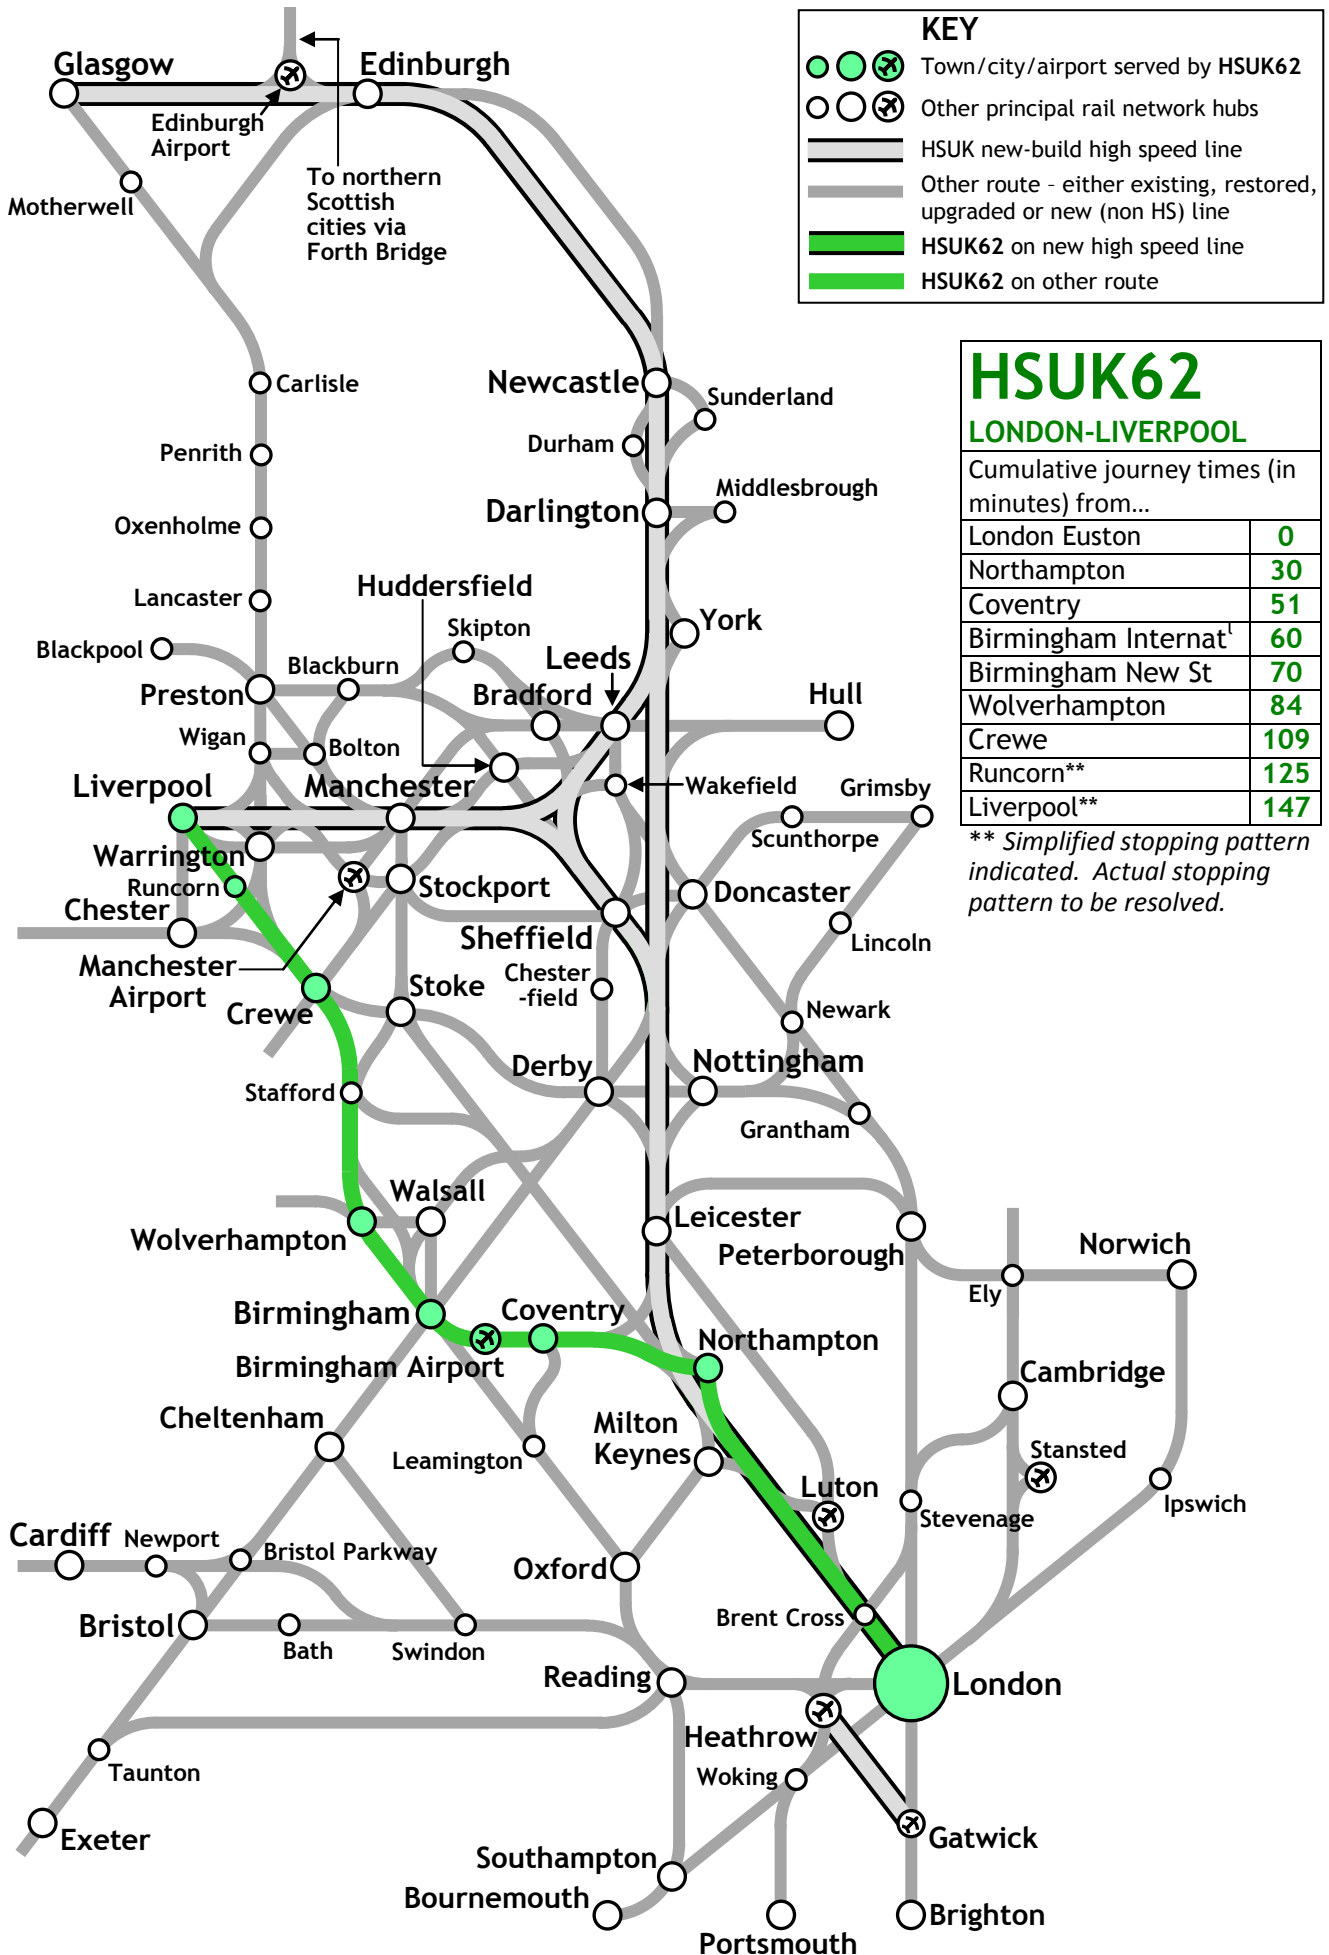 KEY
Town/city/airport served by HSUK62
Other principal rail network hubs
HSUK new-build high speed line
Other route - either existing, restored,
upgraded or new (non HS) line
HSUK62 on new high speed line
HSUK62 on other route
HSUK62
LONDON-LIVERPOOL
Cumulative journey times (in
minutes) from...
London Euston 0
Northampton 30
Coventry 51
Birmingham Internatˡ 60
Birmingham New St 70
Wolverhampton 84
Crewe 109
Runcorn** 125
Liverpool** 147
** Simplified stopping pattern
indicated. Actual stopping
pattern to be resolved.
Glasgow
Edinburgh
Edinburgh
Airport
To northern
Scottish
cities via
Forth Bridge
Motherwell
Carlisle
Newcastle
Sunderland
Durham
Penrith
Middlesbrough
Darlington
Oxenholme
Huddersfield
Lancaster
York
Skipton
Blackpool
Leeds
Blackburn
Preston
Bradford
Hull
Wigan
Bolton
Liverpool
Manchester
Wakefield
Grimsby
Scunthorpe
Warrington
Runcorn
Stockport
Doncaster
Chester
Sheffield
Lincoln
Manchester
Airport
Chester
-field
Stoke
Crewe
Newark
Derby
Nottingham
Stafford
Grantham
Walsall
Leicester
Wolverhampton
Peterborough
Norwich
Ely
Birmingham
Coventry
Northampton
Birmingham Airport
Cambridge
Cheltenham
Milton
Keynes
Leamington
Stansted
Luton
Ipswich
Stevenage
Cardiff
Newport
Bristol Parkway
Oxford
Bristol
Brent Cross
Bath
Swindon
Reading
London
Heathrow
Taunton
Woking
Exeter
Gatwick
Southampton
Bournemouth
Brighton
Portsmouth